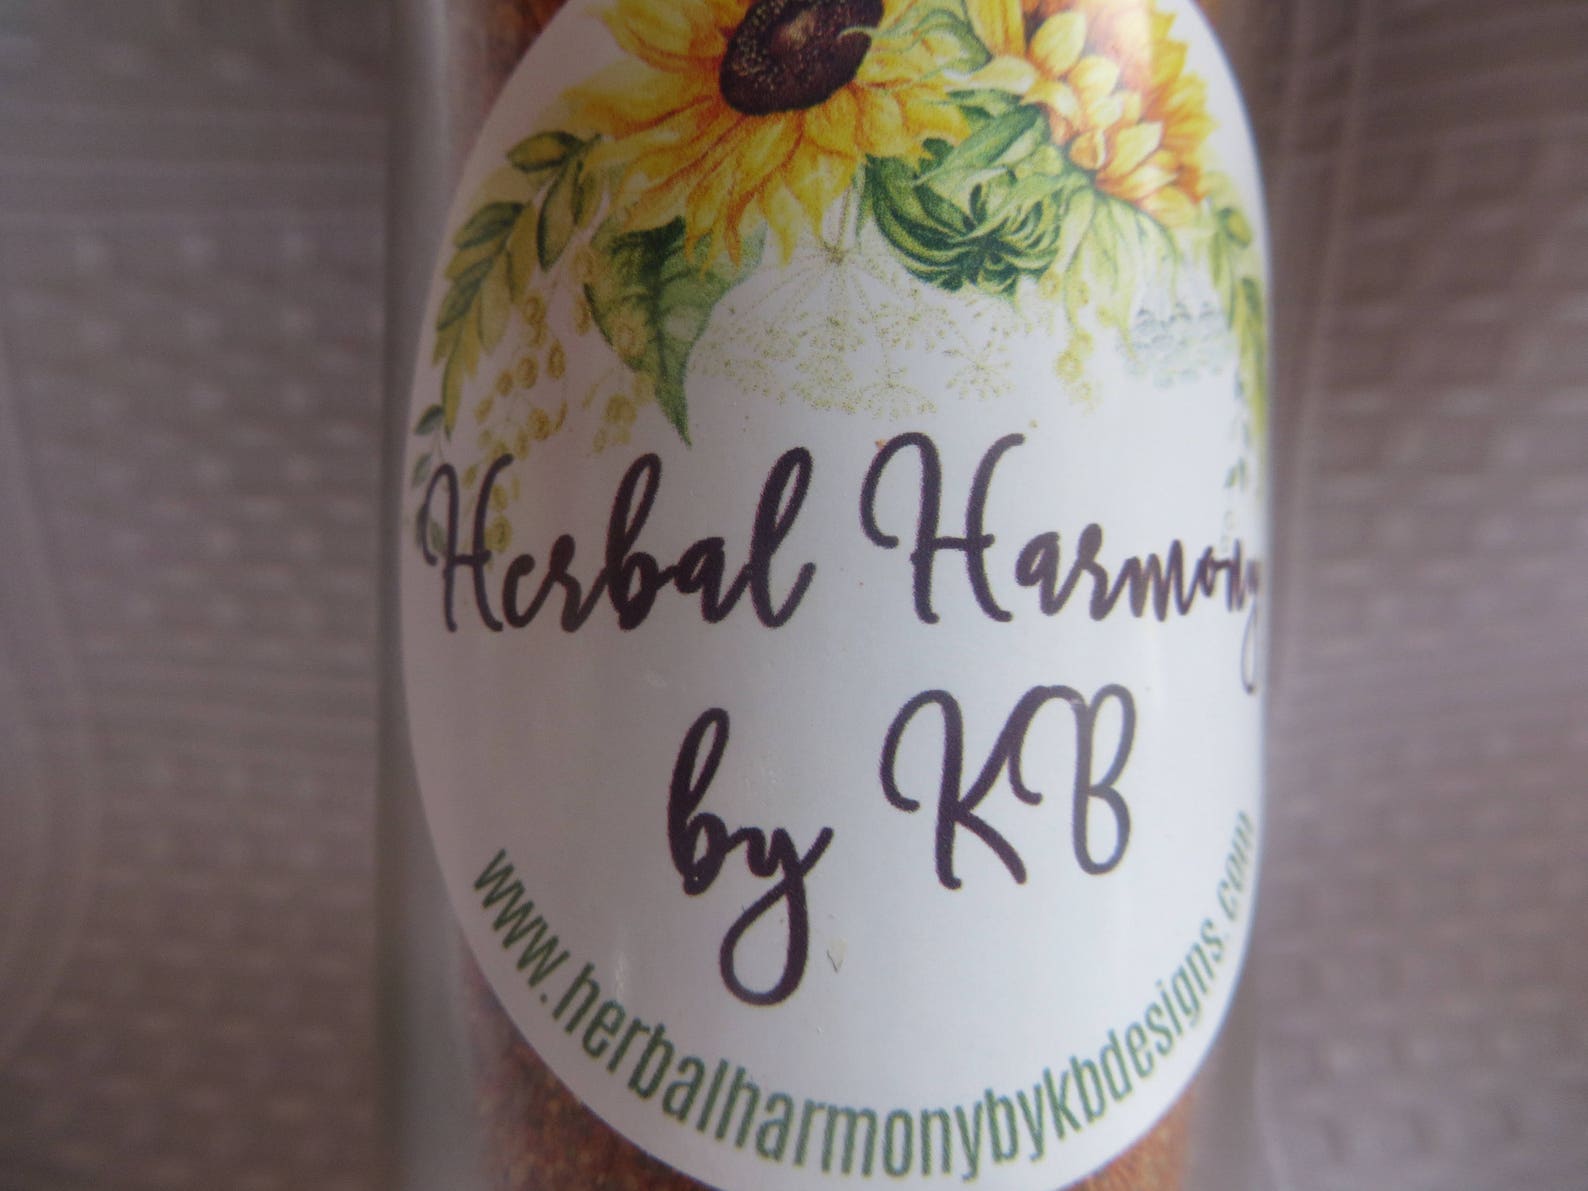 Herbal Harmony
by KB
www.herbalharmonybykbdesigns.com